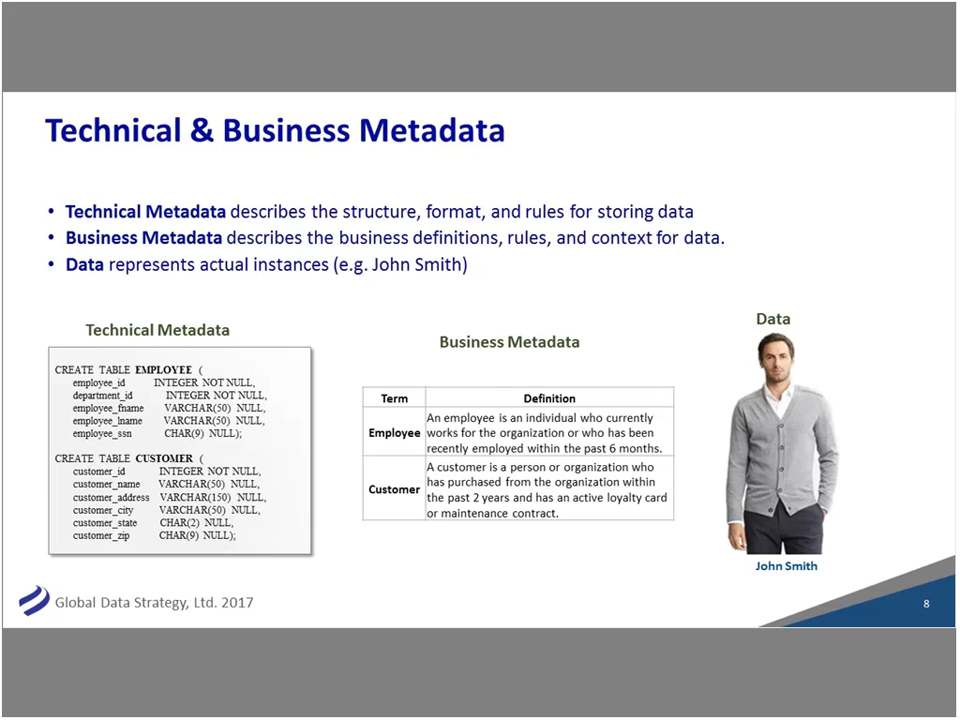 Technical & Business Metadata
• Technical Metadata describes the structure, format, and rules for storing data
• Business Metadata describes the business definitions, rules, and context for data.
• Data represents actual instances (e.g. John Smith)
Technical Metadata
CREATE TABLE EMPLOYEE (
employee_id INTEGER NOT NULL,
department_id INTEGER NOT NULL,
employee_fname VARCHAR(50) NULL,
employee_lname VARCHAR(50) NULL,
employee_ssn CHAR(9) NULL);
CREATE TABLE CUSTOMER (
customer_id INTEGER NOT NULL,
customer_name VARCHAR(50) NULL,
customer_address VARCHAR(150) NULL,
customer_city VARCHAR(50) NULL,
customer_state CHAR(2) NULL,
customer_zip CHAR(9) NULL);
Business Metadata
Term Definition
Employee
An employee is an individual who currently
works for the organization or who has been
recently employed within the past 6 months.
Customer
A customer is a person or organization who
has purchased from the organization within
the past 2 years and has an active loyalty card
or maintenance contract.
Data
John Smith
Global Data Strategy, Ltd. 2017
8